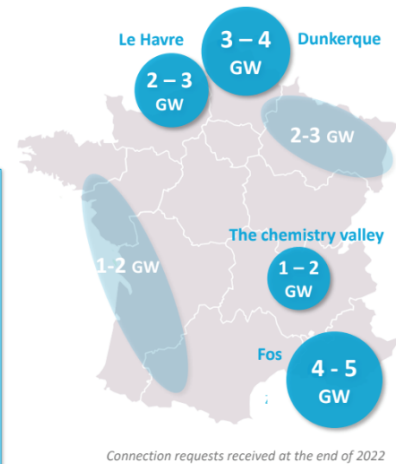 Le Havre
2 – 3
GW
3 – 4
GW
Dunkerque
2-3 GW
1-2 GW
The chemistry valley
1 – 2
GW
Fos
4 - 5
GW
Connection requests received at the end of 2022